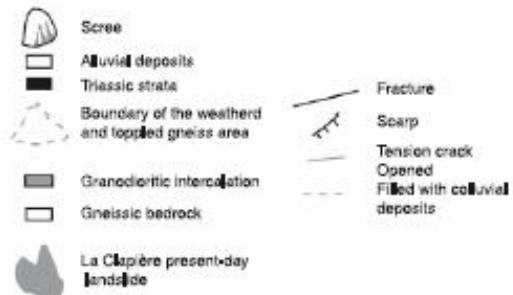 Scree
Alluvial deposits
Triassic strata
Boundary of the weatherd
and toppled gneiss area
Granodioritic intercalation
Gneissic bedrock
La Clapière present-day
landslide
Fracture
Scarp
Tension crack
Opened
Filled with colluvial
deposits